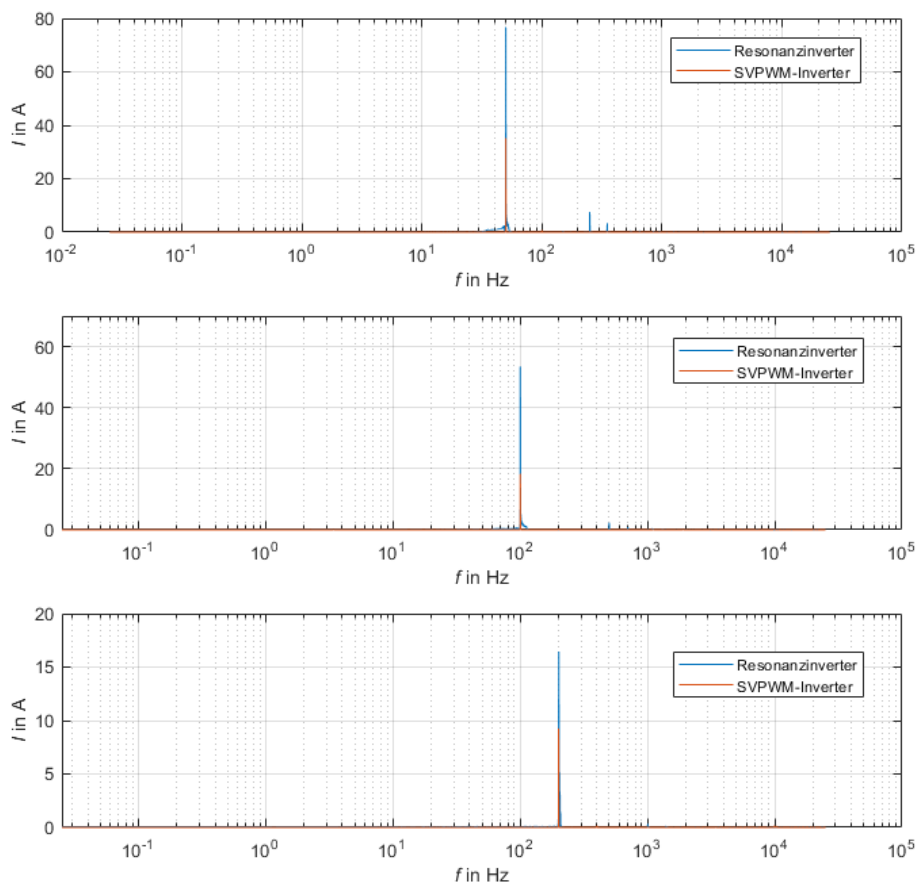 80
60
40
20
0
I in A
Resonanzinverter
SVPWM-Inverter
10-2 10-1 100 101 102 103 104 105
f in Hz
60
40
20
0
I in A
Resonanzinverter
SVPWM-Inverter
10-1 100 101 102 103 104 105
f in Hz
20
15
10
5
0
I in A
Resonanzinverter
SVPWM-Inverter
10-1 100 101 102 103 104 105
f in Hz